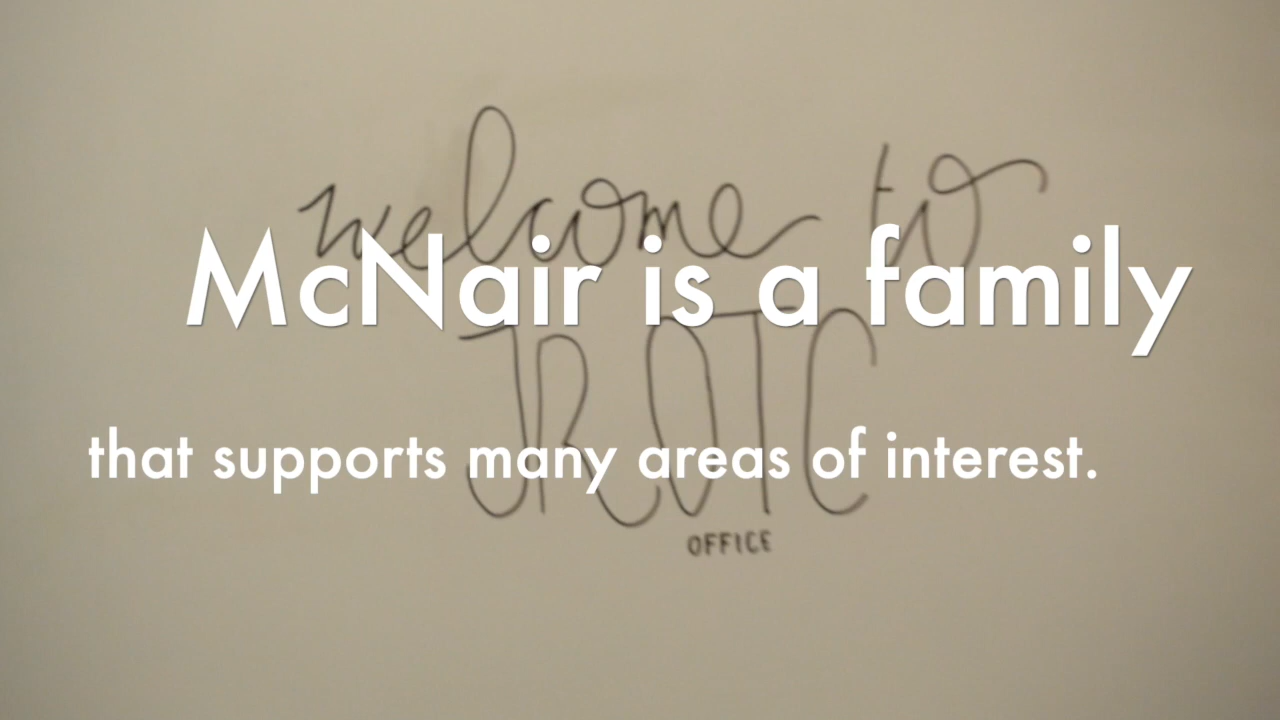 welcome to
McNair is a family
JROTC
that supports many areas of interest.
OFFICE